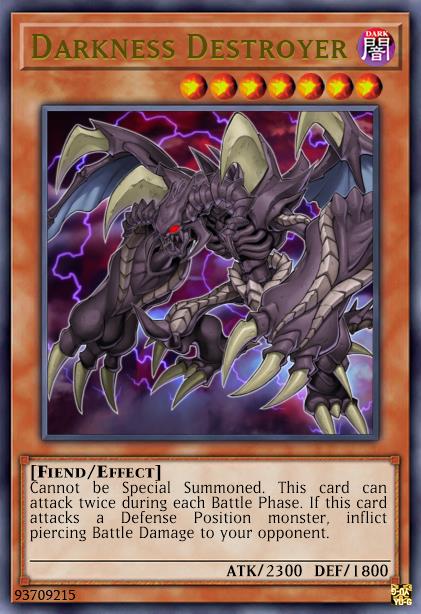 DARKNESS DESTROYER
DARK
闇
[FIEND/EFFECT]
Cannot be Special Summoned. This card can
attack twice during each Battle Phase. If this card
attacks a Defense Position monster, inflict
piercing Battle Damage to your opponent.
ATK/2300 DEF/1800
93709215